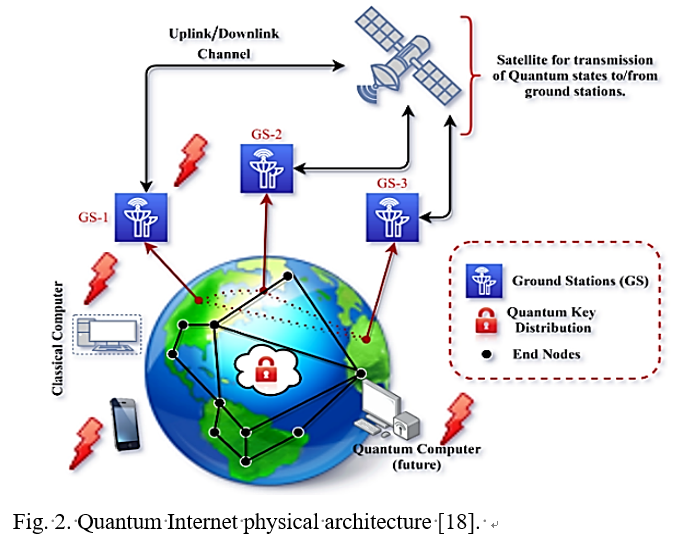 Uplink/Downlink
Channel
Satellite for transmission
of Quantum states to/from
ground stations.
GS-2
GS-3
GS-1
Classical Computer
Ground Stations (GS)
Quantum Key
Distribution
End Nodes
Quantum Computer
(future)
Fig. 2. Quantum Internet physical architecture [18].